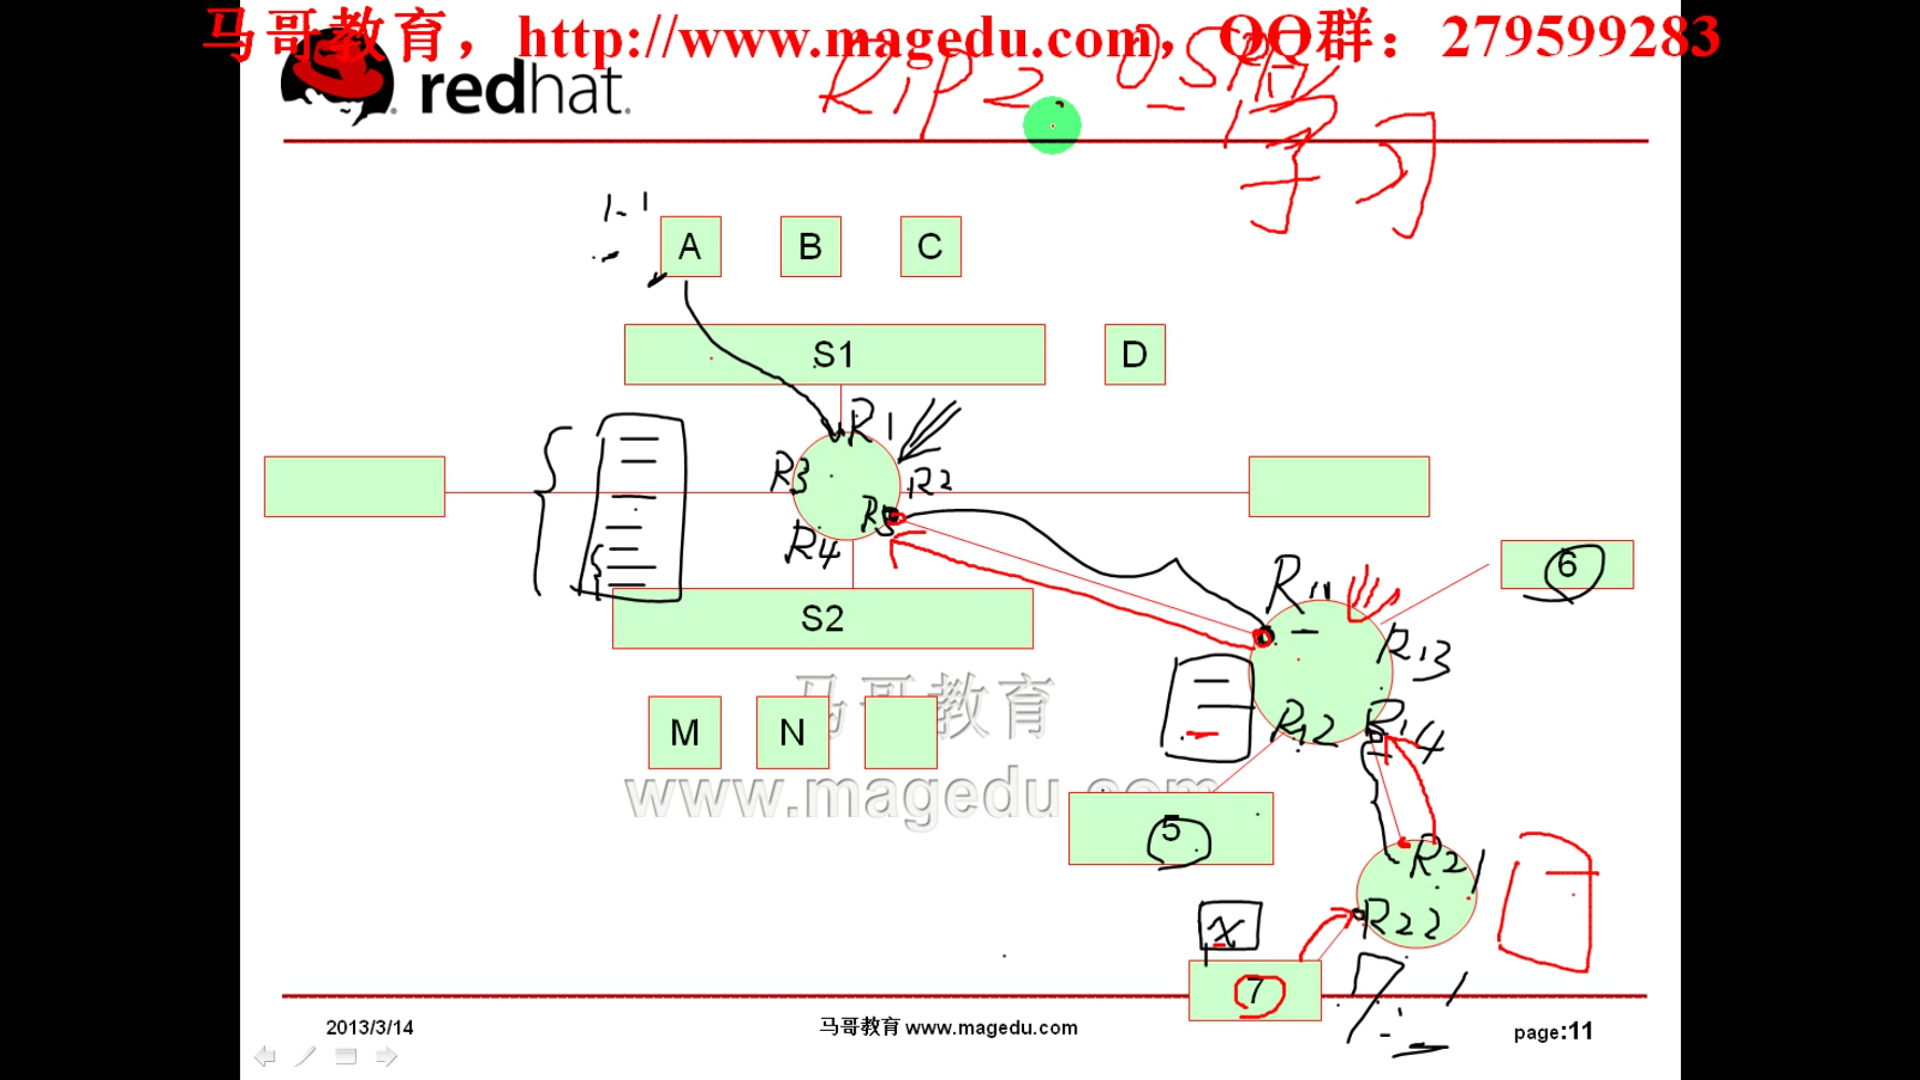 马哥教育，http://www.magedu.com，QQ群：279599283
redhat.
RIP2. OSPF
学习
1.1
A B C
S1 D
R1
R3 R2
R5
R4
6
R11
S2
R13
马哥教育
R12 R14
M N
www.magedu.com
5
R21
X
R22
7
7.1
2013/3/14
马哥教育 www.magedu.com
page:11